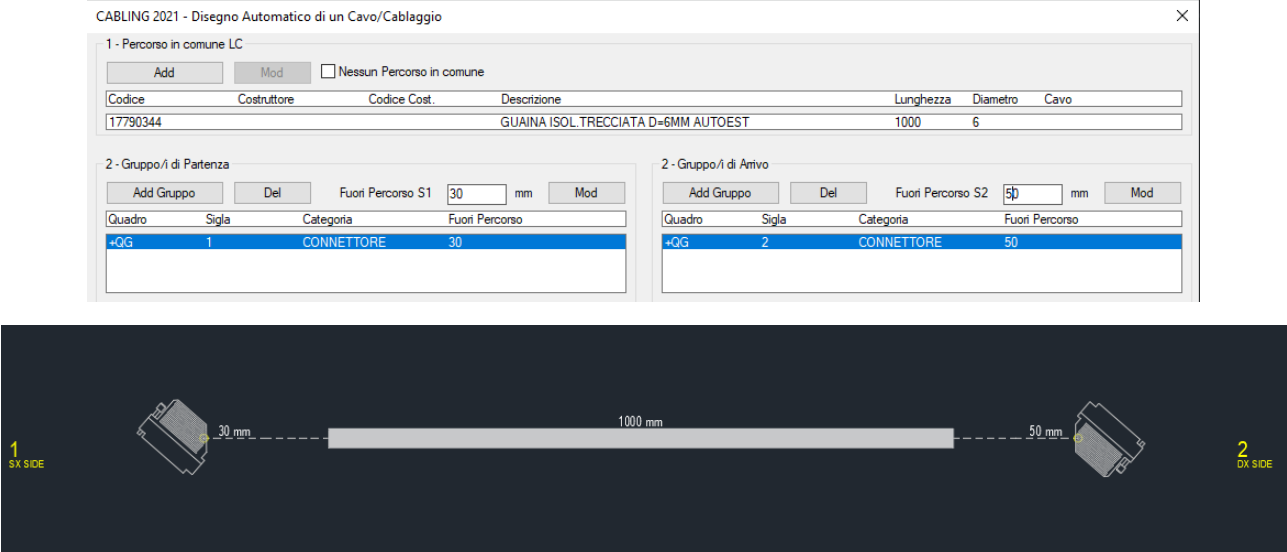 CABLING 2021 - Disegno Automatico di un Cavo/Cablaggio
1 - Percorso in comune LC
Add Mod Nessun Percorso in comune
Codice Costruttore Codice Cost. Descrizione Lunghezza Diametro Cavo
17790344 GUAINA ISOL.TRECCIATA D=6MM AUTOEST 1000 6
2 - Gruppo/i di Partenza 2 - Gruppo/i di Arrivo
Add Gruppo Del Fuori Percorso S1 30 mm Mod Add Gruppo Del Fuori Percorso S2 50 mm Mod
Quadro Sigla Categoria Fuori Percorso Quadro Sigla Categoria Fuori Percorso
+QG 1 CONNETTORE 30 +QG 2 CONNETTORE 50
1000 mm
30 mm 50 mm
1 2
SX SIDE DX SIDE